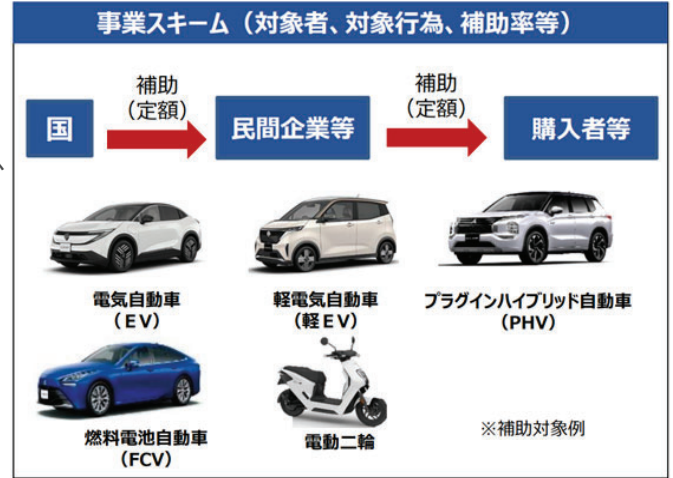 事業スキーム（対象者、対象行為、補助率等）
補助
（定額）
補助
（定額）
国
民間企業等
購入者等
電気自動車
（ＥＶ）
軽電気自動車
（軽ＥＶ）
プラグインハイブリッド自動車
（PHV）
燃料電池自動車
（FCV）
電動二輪
※補助対象例